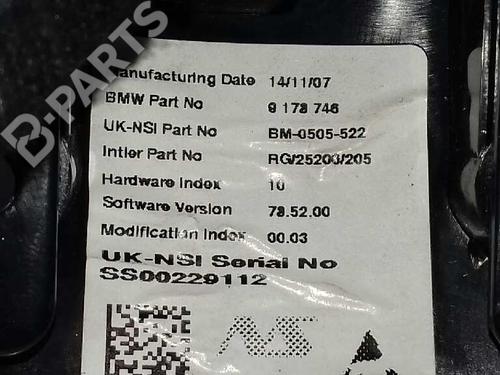 B PARTS
Manufacturing Date 14/11/07
BMW Part No 9 178 746
UK-NSI Part No BM-0505-522
Intier Part No RG/25200/205
Hardware Index 10
Software Version 78.52.00
Modification Index 00.03
UK-NSI Serial No
SS00229112